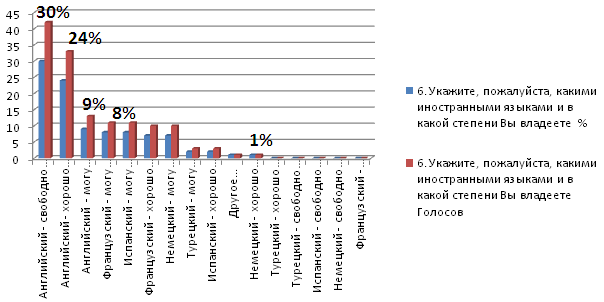 45
40
35
30
25
20
15
10
5
0
30%
24%
9%
8%
1%
Английский - свободно...
Английский - хорошо...
Английский - могу...
Французский - могу...
Испанский - могу...
Французский - хорошо...
Немецкий - могу...
Турецкий - могу...
Испанский - хорошо...
Другое...
Немецкий - хорошо...
Турецкий - хорошо...
Турецкий - свободно...
Испанский - свободно...
Немецкий - свободно...
Французский -...
6. Укажите, пожалуйста, какими
иностранными языками и в
какой степени Вы владеете %
6. Укажите, пожалуйста, какими
иностранными языками и в
какой степени Вы владеете
Голосов